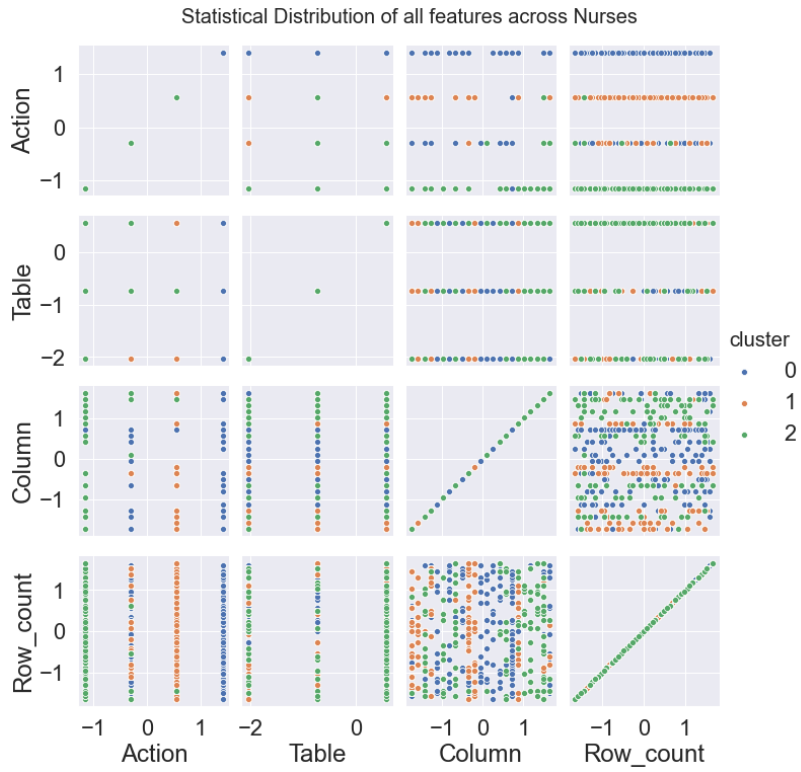 Statistical Distribution of all features across Nurses
Action
1
0
−1
Table
0
−1
−2
cluster
0
1
2
Column
1
0
−1
Row_count
1
0
−1
−1 0 1 −2 0 −1 0 1 −1 0 1
Action Table Column Row_count